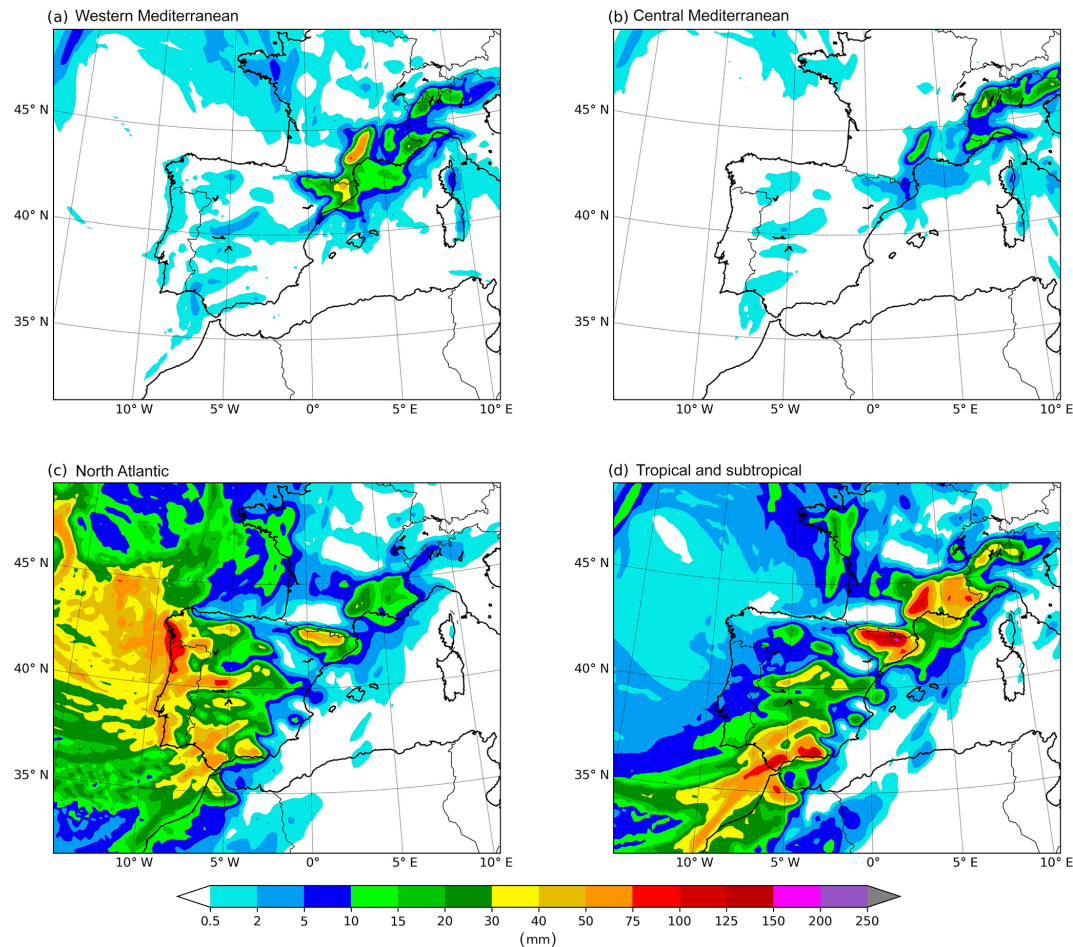 (a) Western Mediterranean
(b) Central Mediterranean
45° N
40° N
35° N
10° W 5° W 0° 5° E 10° E
45° N
40° N
35° N
10° W 5° W 0° 5° E 10° E
(c) North Atlantic
(d) Tropical and subtropical
45° N
40° N
35° N
10° W 5° W 0° 5° E 10° E
45° N
40° N
35° N
10° W 5° W 0° 5° E 10° E
0.5 2 5 10 15 20 30 40 50 75 100 125 150 200 250
(mm)